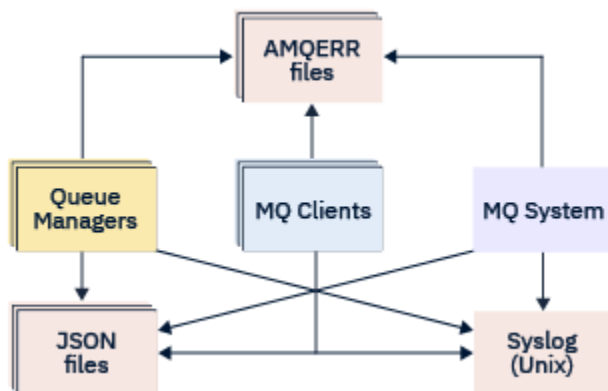 AMQERR
files
Queue
Managers
MQ Clients
MQ System
JSON
files
Syslog
(Unix)